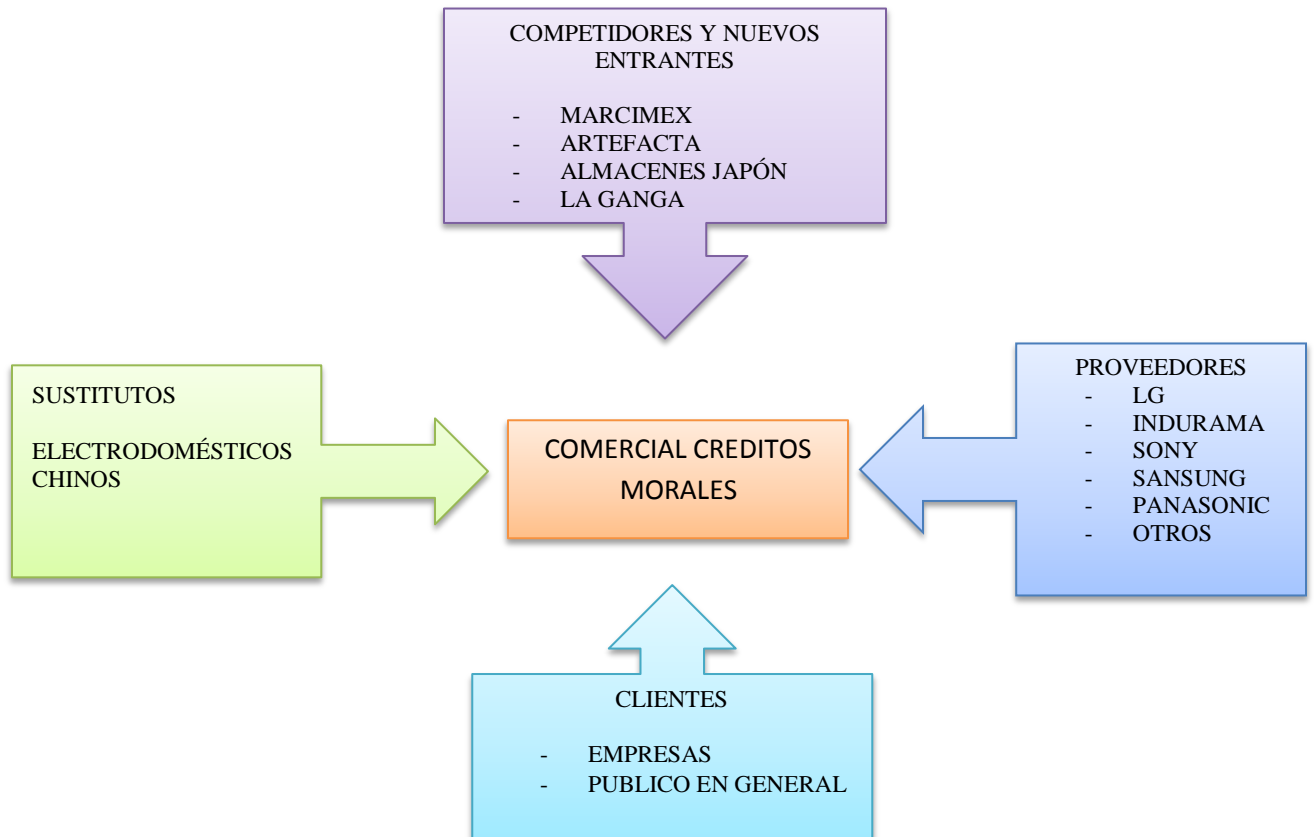 COMPETIDORES Y NUEVOS
ENTRANTES
- MARCIMEX
- ARTEFACTA
- ALMACENES JAPÓN
- LA GANGA
SUSTITUTOS
ELECTRODOMÉSTICOS
CHINOS
COMERCIAL CREDITOS
MORALES
PROVEEDORES
- LG
- INDURAMA
- SONY
- SANSUNG
- PANASONIC
- OTROS
CLIENTES
- EMPRESAS
- PUBLICO EN GENERAL